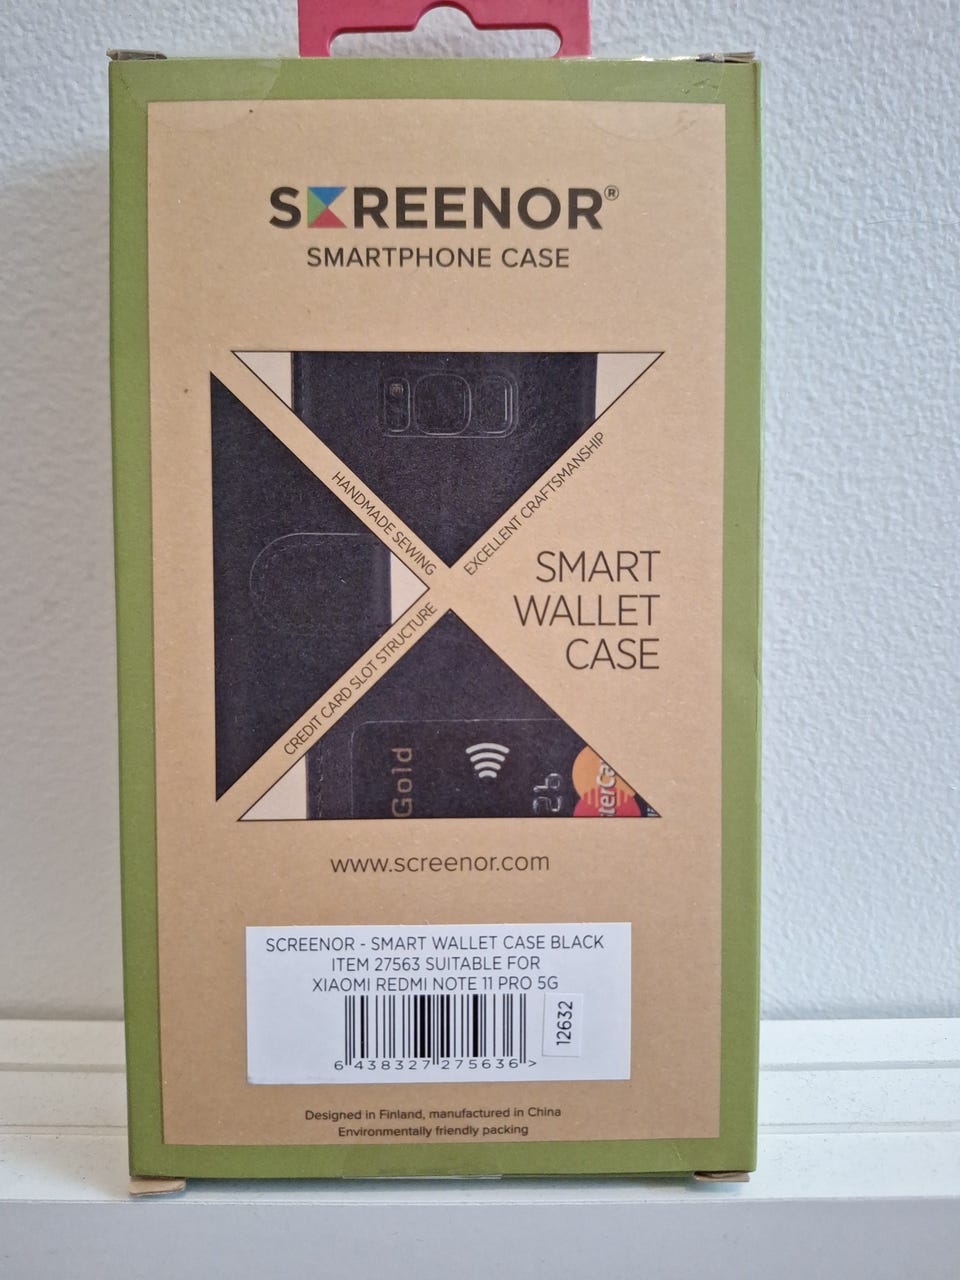 SCREENOR®
SMARTPHONE CASE
HANDMADE SEWING
EXCELLENT CRAFTSMANSHIP
CREDIT CARD SLOT STRUCTURE
SMART
WALLET
CASE
Gold
terCa
www.screenor.com
SCREENOR - SMART WALLET CASE BLACK
ITEM 27563 SUITABLE FOR
XIAOMI REDMI NOTE 11 PRO 5G
12632
6 438327 275636 >
Designed in Finland, manufactured in China
Environmentally friendly packing